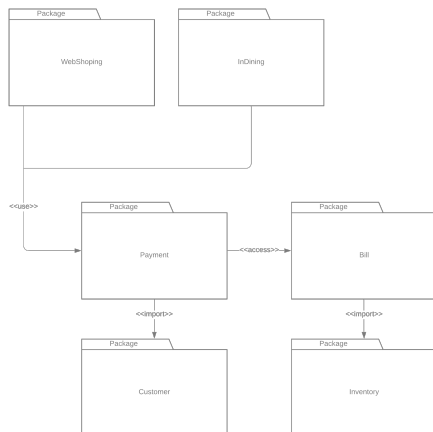 Package
Package
WebShoping
InDining
<<use>>
Package
Package
Payment
<<access>>
Bill
<<import>>
<<import>>
Package
Package
Customer
Inventory